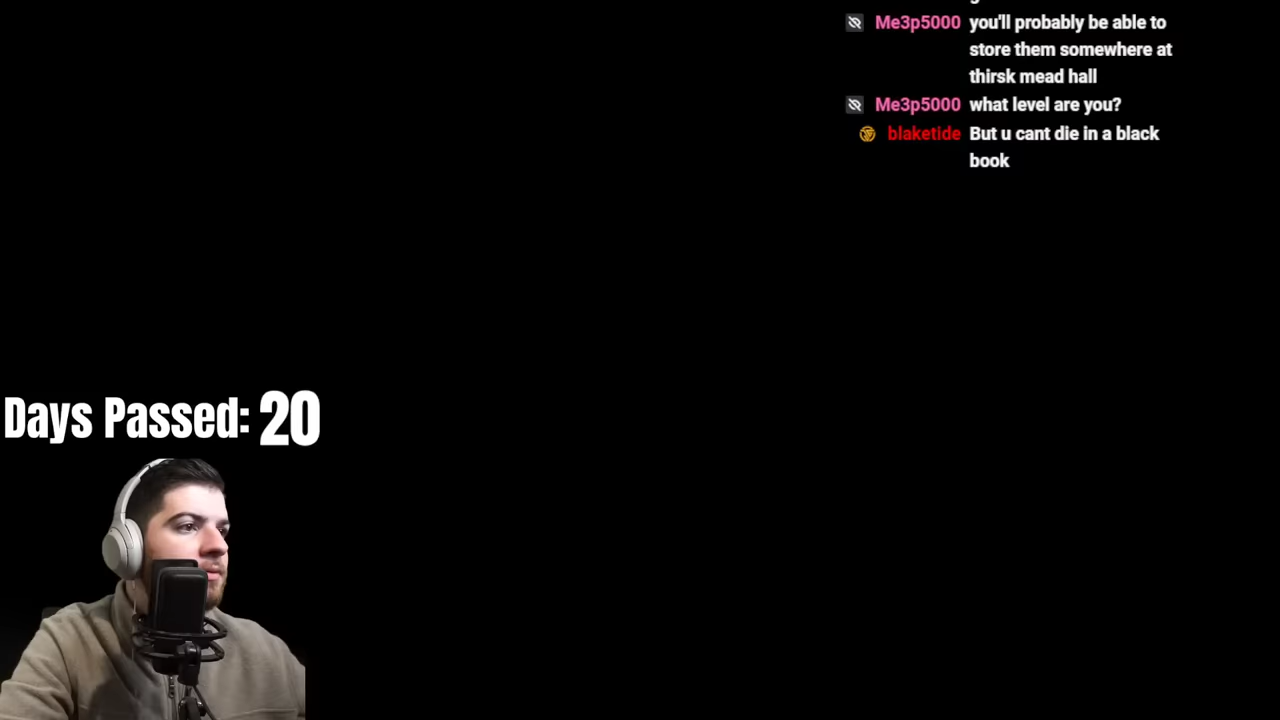 Me3p5000 you'll probably be able to
store them somewhere at
thirsk mead hall
Me3p5000 what level are you?
blaketide But u cant die in a black
book
Days Passed: 20